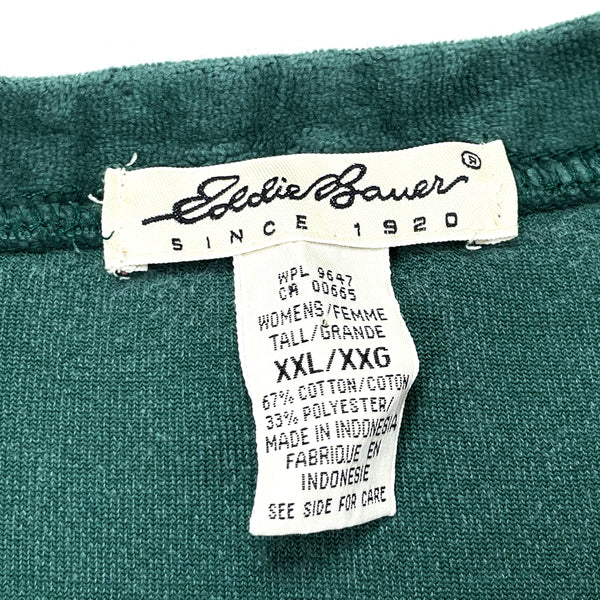 Eddie Bauer®
SINCE 1920
WPL 9647
CA 00665
WOMENS/FEMME
TALL/GRANDE
XXL/XXG
67% COTTON/COTON
33% POLYESTER/
MADE IN INDONESIA
FABRIQUE EN
INDONESIE
SEE SIDE FOR CARE